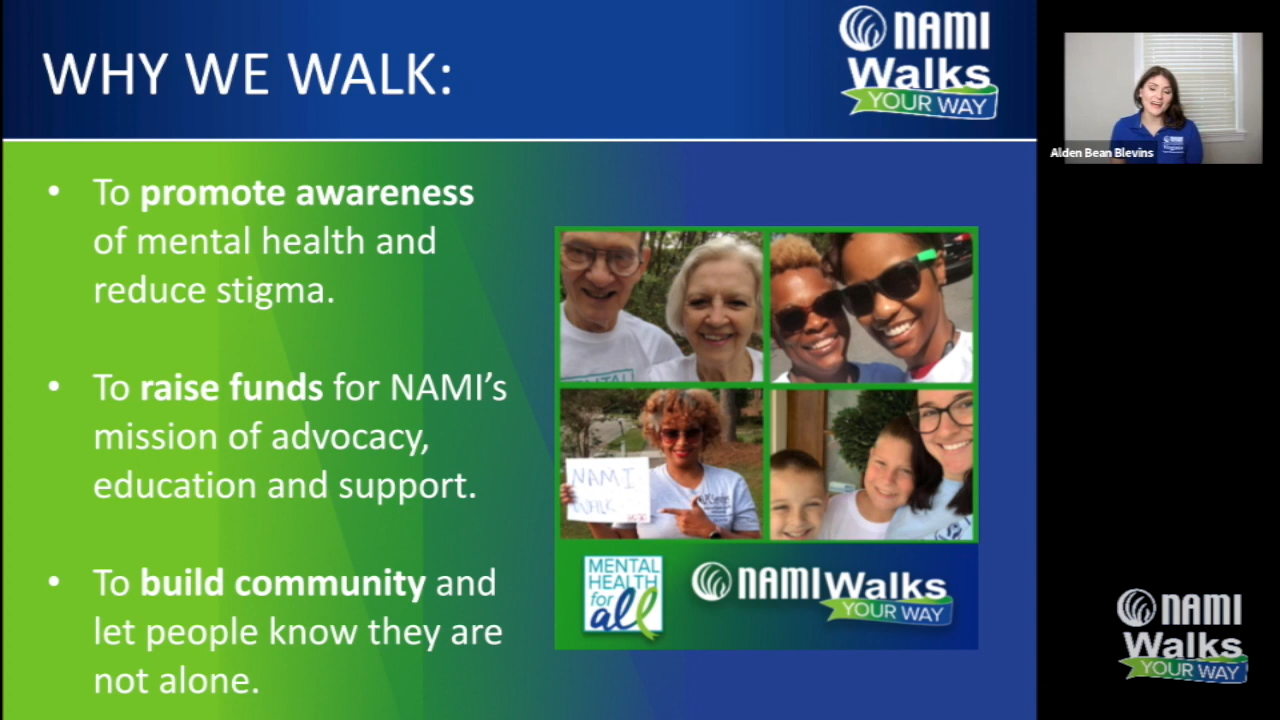 WHY WE WALK:
NAMI
Walks
YOUR WAY
Alden Bean Blevins
• To promote awareness
of mental health and
reduce stigma.
• To raise funds for NAMI’s
mission of advocacy,
education and support.
• To build community and
let people know they are
not alone.
NAMI
WALK
MENTAL
HEALTH
for
all
NAMIWalks
YOUR WAY
NAMI
Walks
YOUR WAY